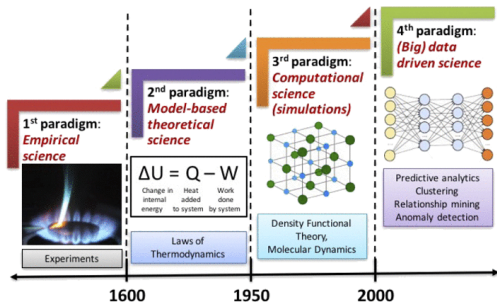 1st paradigm:
Empirical
science
Experiments
2nd paradigm:
Model-based
theoretical
science
ΔU = Q – W
Change in
internal
energy
Heat
added
to system
Work
done
by system
Laws of
Thermodynamics
3rd paradigm:
Computational
science
(simulations)
Density Functional
Theory,
Molecular Dynamics
4th paradigm:
(Big) data
driven science
Predictive analytics
Clustering
Relationship mining
Anomaly detection
1600
1950
2000